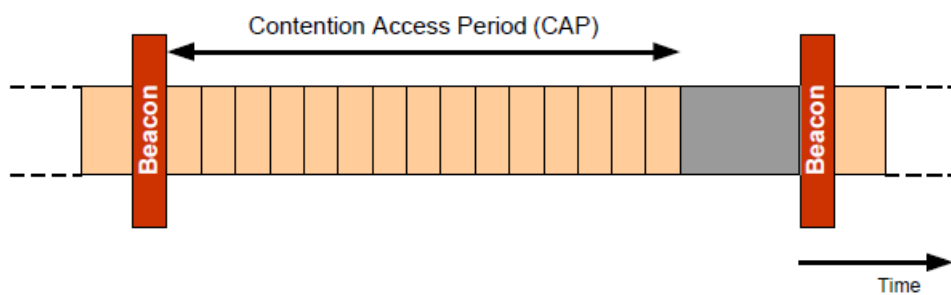 Contention Access Period (CAP)
Beacon
Beacon
Time